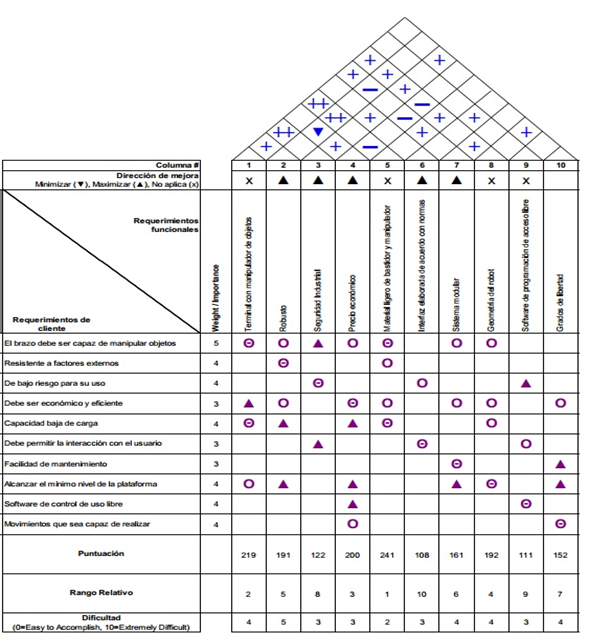 +
+ +
+ − +
++ −
++ + − +
++ ▼ + +
+ + + +
Columna # 1 2 3 4 5 6 7 8 9 10
Dirección de mejora
Minimizar (▼), Maximizar (▲), No aplica (x) x ▲ ▲ ▲ x ▲ ▲ x x
Requerimientos
funcionales
Requerimientos de
cliente
Weight / Importance
Terminal con manipulador de objetos
Robusto
Seguridad Industrial
Precio económico
Material ligero de bastidor y manipulador
Interfaz elaborada de acuerdo con normas
Sistema modular
Geometría del robot
Software de programación de acceso libre
Grados de libertad
El brazo debe ser capaz de manipular objetos 5 Θ O ▲ O Θ O O
Resistente a factores externos 4 Θ O
De bajo riesgo para su uso 4 Θ O ▲
Debe ser económico y eficiente 3 ▲ O Θ O O O O
Capacidad baja de carga 4 Θ ▲ ▲ Θ O
Debe permitir la interacción con el usuario 3 ▲ Θ O
Facilidad de mantenimiento 3 Θ ▲
Alcanzar el mínimo nivel de la plataforma 4 O ▲ ▲ ▲ Θ ▲
Software de control de uso libre 4 ▲ Θ
Movimientos que sea capaz de realizar 4 O Θ
Puntuación 219 191 122 200 241 108 161 192 111 152
Rango Relativo 2 5 8 3 1 10 6 4 9 7
Dificultad
(0=Easy to Accomplish, 10=Extremely Difficult) 4 5 3 3 2 3 4 4 3 4